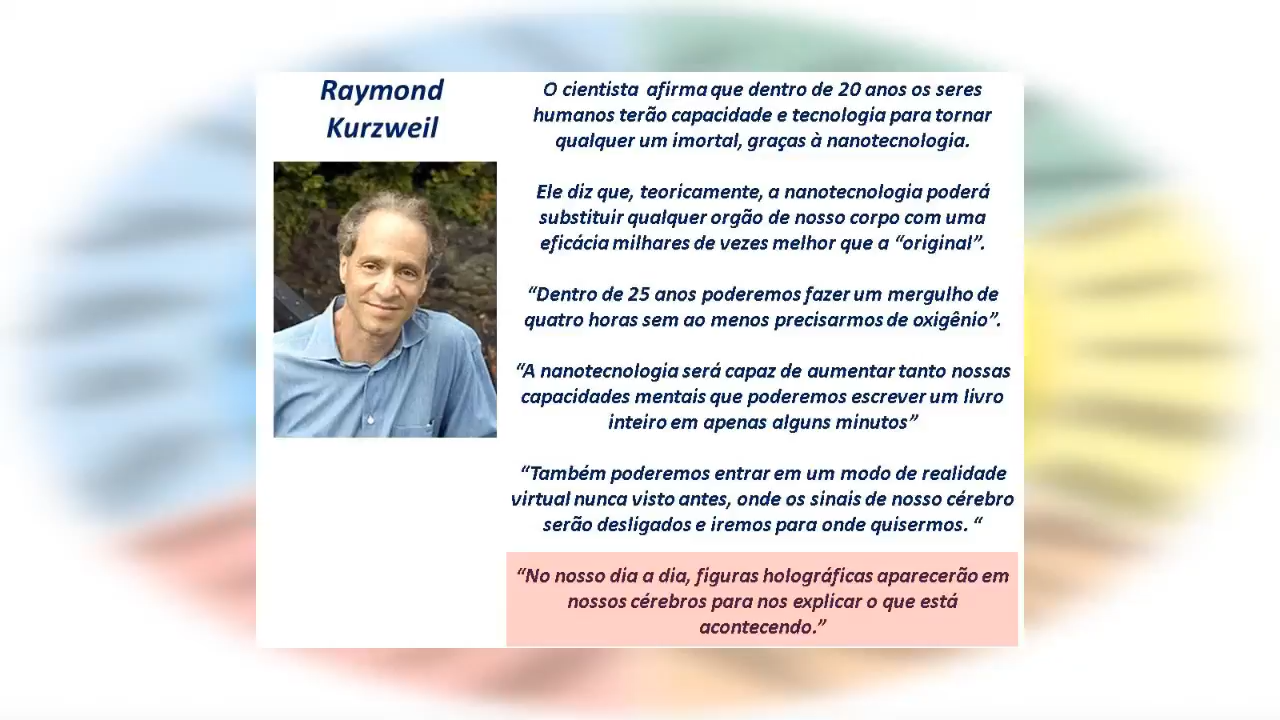 Raymond
Kurzweil
O cientista afirma que dentro de 20 anos os seres
humanos terão capacidade e tecnologia para tornar
qualquer um imortal, graças à nanotecnologia.
Ele diz que, teoricamente, a nanotecnologia poderá
substituir qualquer orgão de nosso corpo com uma
eficácia milhares de vezes melhor que a “original”.
“Dentro de 25 anos poderemos fazer um mergulho de
quatro horas sem ao menos precisarmos de oxigênio”.
“A nanotecnologia será capaz de aumentar tanto nossas
capacidades mentais que poderemos escrever um livro
inteiro em apenas alguns minutos”
“Também poderemos entrar em um modo de realidade
virtual nunca visto antes, onde os sinais de nosso cérebro
serão desligados e iremos para onde quisermos. “
“No nosso dia a dia, figuras holográficas aparecerão em
nossos cérebros para nos explicar o que está
acontecendo.”